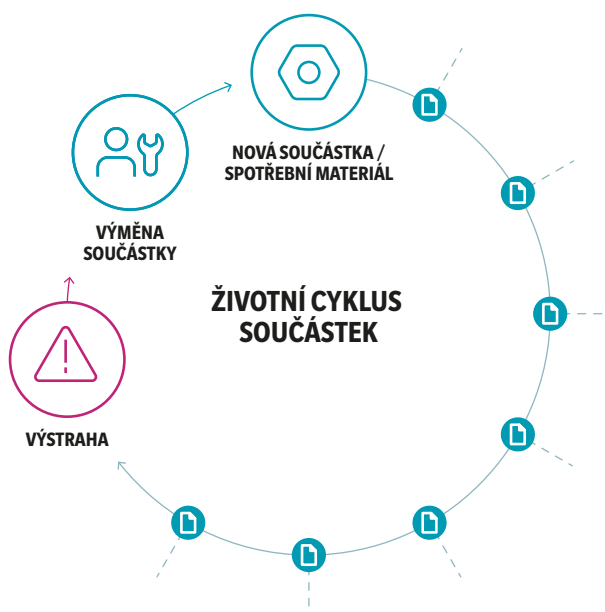 NOVÁ SOUČÁSTKA /
SPOTŘEBNÍ MATERIÁL
VÝMĚNA
SOUČÁSTKY
ŽIVOTNÍ CYKLUS
SOUČÁSTEK
VÝSTRAHA